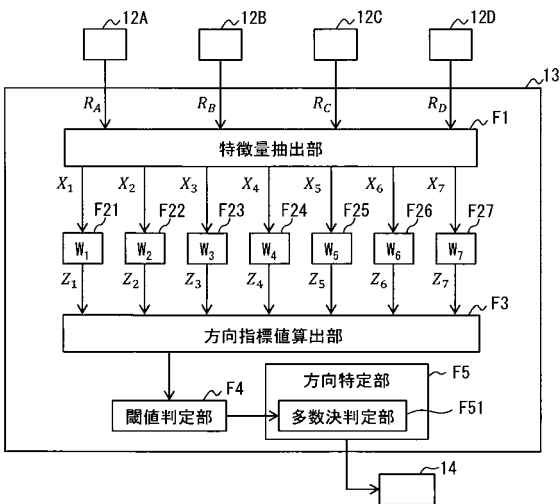 12A 12B 12C 12D
13
R_A R_B R_C R_D
F1
特徴量抽出部
X_1 X_2 X_3 X_4 X_5 X_6 X_7
F21 F22 F23 F24 F25 F26 F27
W_1 W_2 W_3 W_4 W_5 W_6 W_7
Z_1 Z_2 Z_3 Z_4 Z_5 Z_6 Z_7
F3
方向指標値算出部
F4 方向特定部 F5
閾値判定部 多数決判定部 F51
14